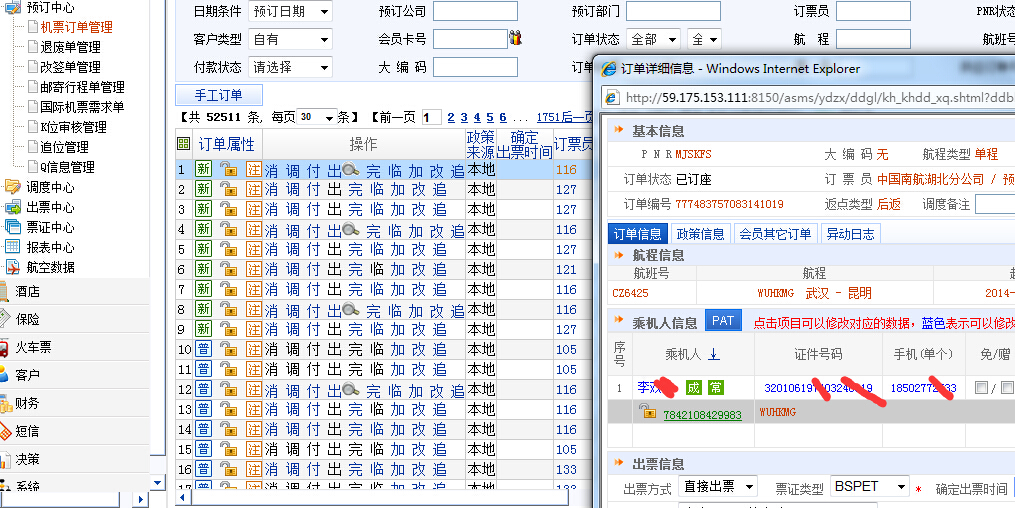 预订中心
机票订单管理
退废单管理
改签单管理
邮寄行程单管理
国际机票需求单
K位审核管理
追位管理
Q信息管理
调度中心
出票中心
票证中心
报表中心
航空数据
酒店
保险
火车票
客户
财务
短信
决策
系统
日期条件 预订日期 预订公司 预订部门 订票员 PNR状
客户类型 自有 会员卡号 订单状态 全部 全 航 程 航班号
付款状 请选择 大 编 码
手工订单
【共 52511 条, 每页 30 条】【前一页 1 2 3 4 5 6 ... 1751后一页
订单属性 操作 政策来源 确定出票时间 订票员
1 新 注 消 调 付 出 完 临 加 改 追 本地 116
2 新 注 消 调 付 出 完 临 加 改 追 本地 127
3 新 注 消 调 付 出 完 临 加 改 追 本地 127
4 新 注 消 调 付 出 完 临 加 改 追 本地 116
5 新 注 消 调 付 出 完 临 加 改 追 本地 127
6 新 注 消 调 付 出 完 临 加 改 追 本地 121
7 新 注 消 调 付 出 完 临 加 改 追 本地 127
8 新 注 消 调 付 出 完 临 加 改 追 本地 116
9 新 注 消 调 付 出 完 临 加 改 追 本地 127
10 普 注 消 调 付 出 完 临 加 改 追 本地 105
11 普 注 消 调 付 出 完 临 加 改 追 本地 105
12 普 注 消 调 付 出 完 临 加 改 追 本地 116
13 普 注 消 调 付 出 完 临 加 改 追 本地 116
14 普 注 消 调 付 出 完 临 加 改 追 本地 116
15 普 注 消 调 付 出 完 临 加 改 追 本地 105
16 普 注 消 调 付 出 完 临 加 改 追 本地 133
订单详细信息 - Windows Internet Explorer
http://59.175.153.111:8150/asms/ydzx/ddgl/kh_khdd_xq.shtml?ddb
基本信息
P N R MJSKFS 大 编 码 无 航程类型 单程
订单状态 已订座 订 票 员 中国南航湖北分公司 / 预
订单编号 777483757083141019 返点类型 后返 调度备注
订单信息 政策信息 会员其它订单 异动日志
航程信息
航班号 航程
CZ6425 WUHKMG 武汉 - 昆明 2014-
乘机人信息 PAT 点击项目可以修改对应的数据, 蓝色表示可以修改
序号 乘机人 证件号码 手机(单个) 免/赠
1 李 成 常 /
7842108429983 WUHKMG
出票信息
出票方式 直接出票 票证类型 BSPET * 确定出票时间